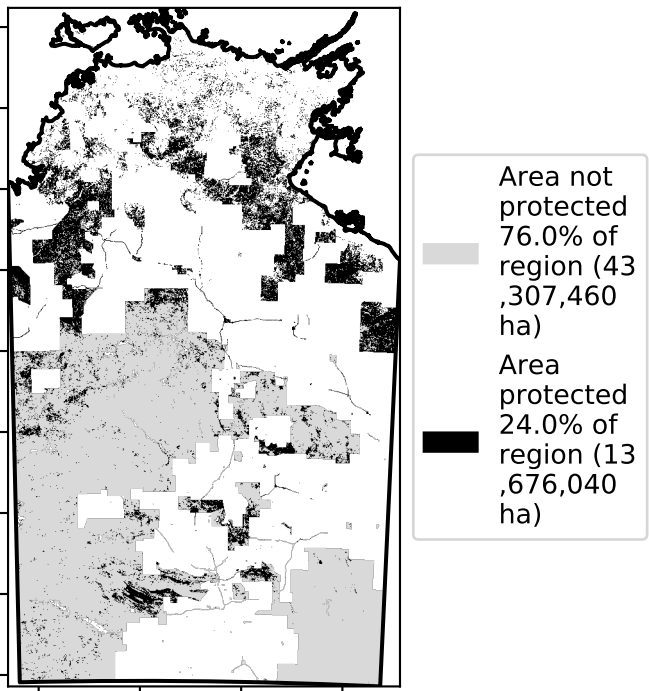 Area not
protected
76.0% of
region (43
,307,460
ha)
Area
protected
24.0% of
region (13
,676,040
ha)